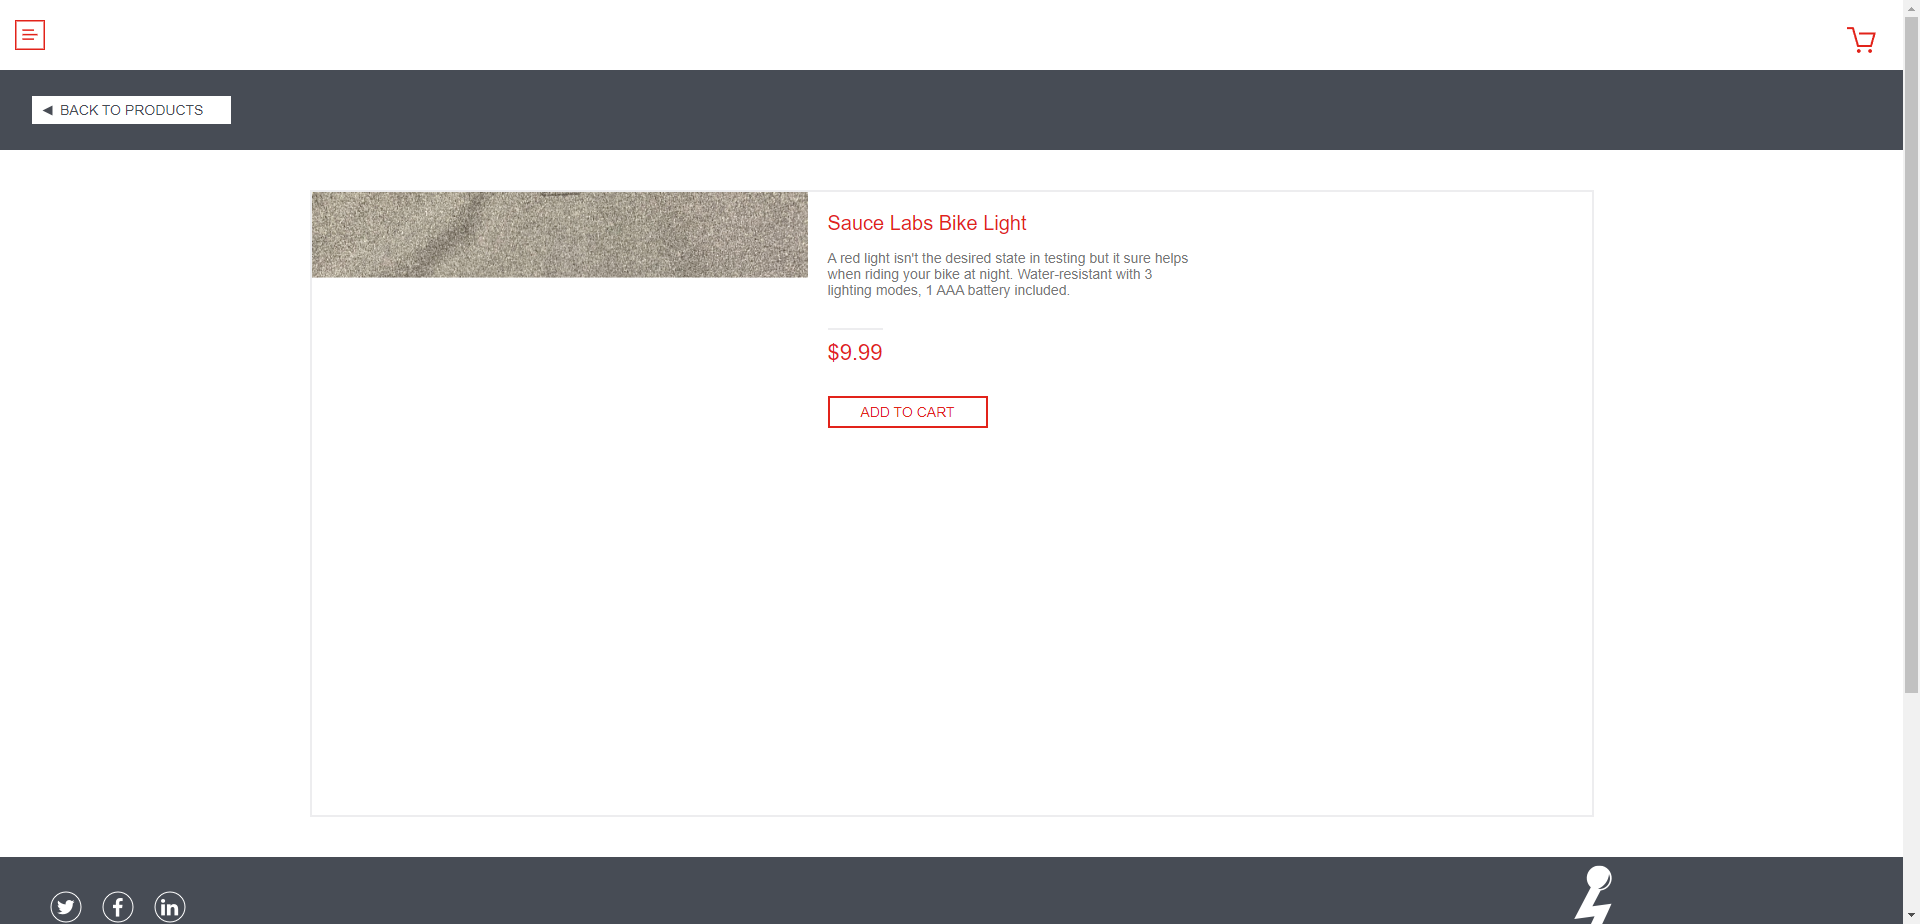 ◄ BACK TO PRODUCTS
Sauce Labs Bike Light
A red light isn't the desired state in testing but it sure helps
when riding your bike at night. Water-resistant with 3
lighting modes, 1 AAA battery included.
$9.99
ADD TO CART